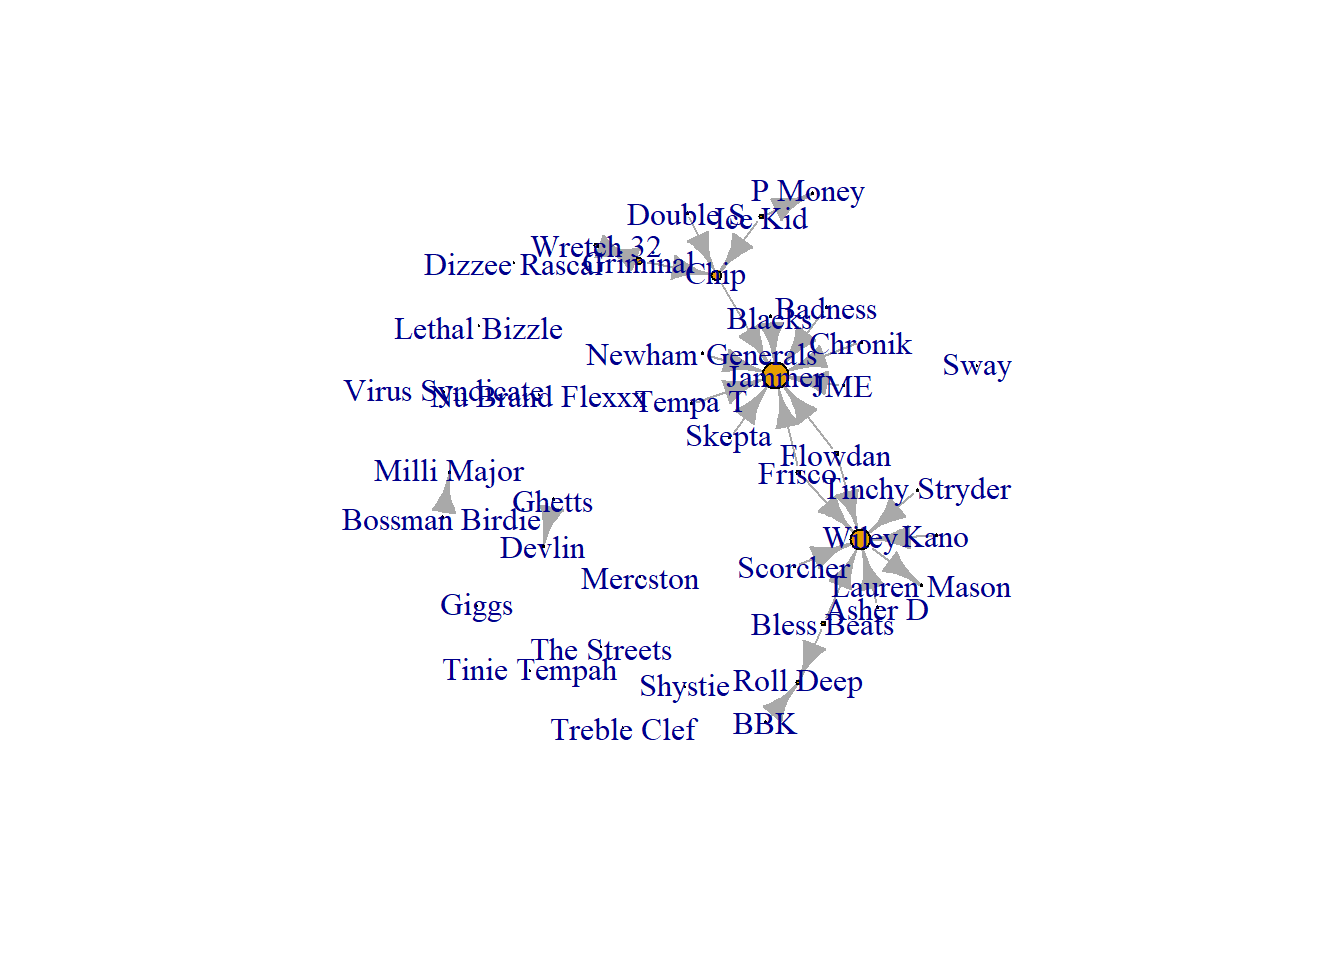 P Money
Double S
Ice Kid
Wretch 32
Dizzee Rascal
Griminal
Chip
Badness
Blacks
Lethal Bizzle
Chronik
Newham Generals
Sway
Jammer
JME
Virus Syndicate
Nu Brand Flexxx
Tempa T
Skepta
Flowdan
Milli Major
Frisco
Tinchy Stryder
Ghetts
Bossman Birdie
Wiley
Kano
Devlin
Scorcher
Mercston
Lauren Mason
Giggs
Asher D
Bless Beats
The Streets
Tinie Tempah
Shystie
Roll Deep
BBK
Treble Clef